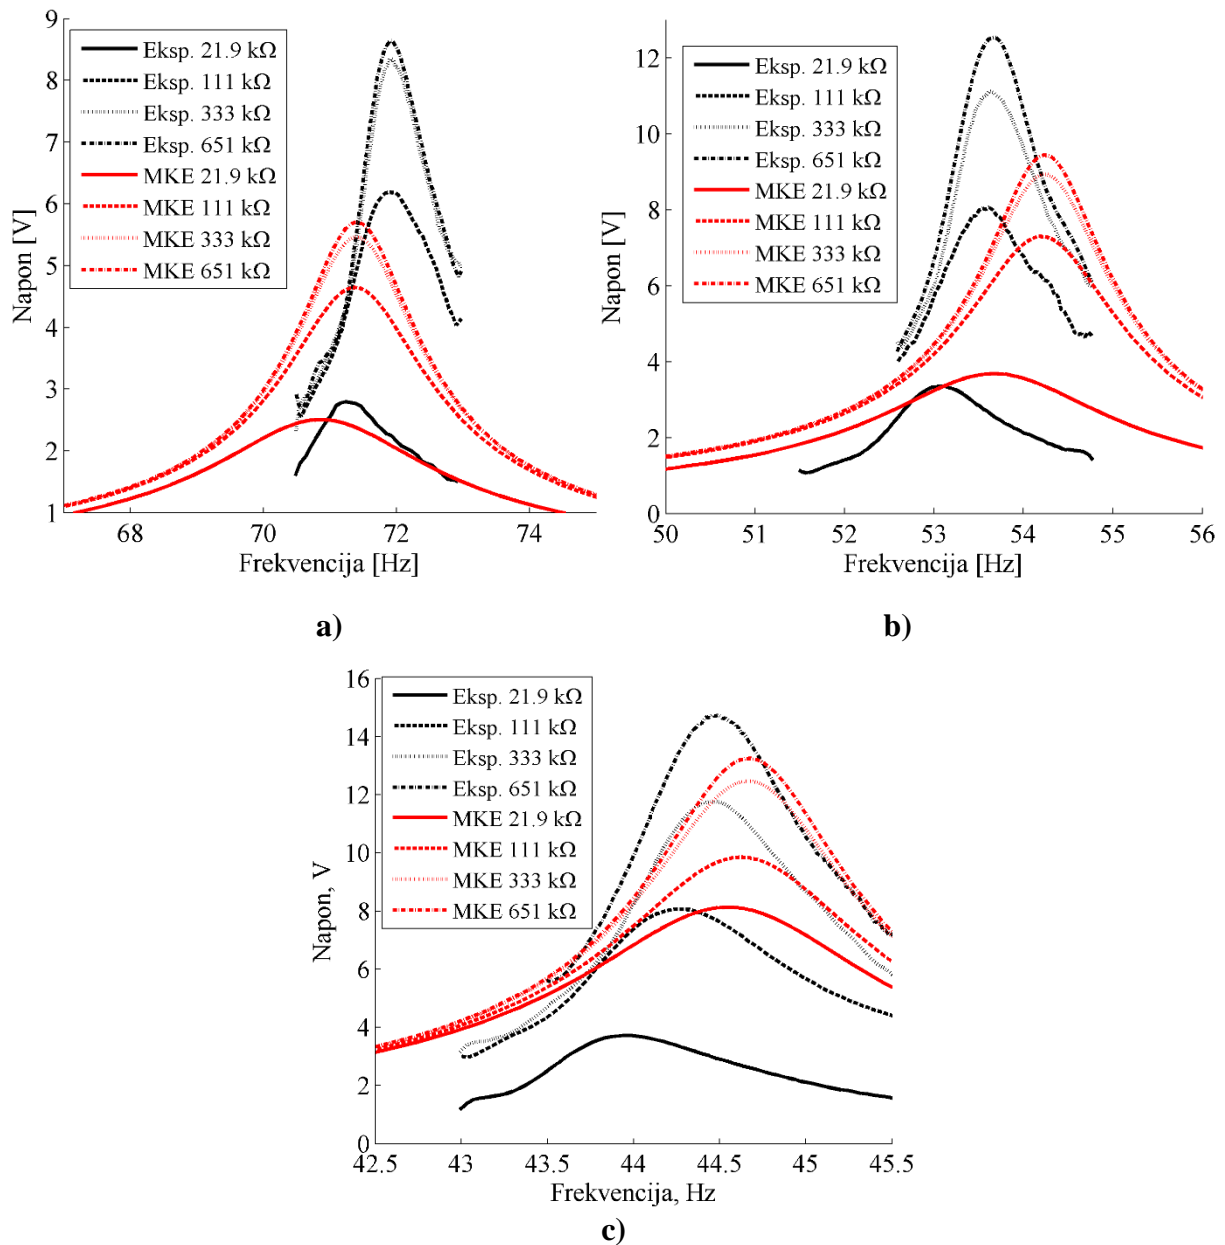 9
8
7
6
5
4
3
2
1
Napon [V]
Eksp. 21.9 kΩ
Eksp. 111 kΩ
Eksp. 333 kΩ
Eksp. 651 kΩ
MKE 21.9 kΩ
MKE 111 kΩ
MKE 333 kΩ
MKE 651 kΩ
68 70 72 74
Frekvencija [Hz]
a)
12
10
8
6
4
2
0
Napon [V]
Eksp. 21.9 kΩ
Eksp. 111 kΩ
Eksp. 333 kΩ
Eksp. 651 kΩ
MKE 21.9 kΩ
MKE 111 kΩ
MKE 333 kΩ
MKE 651 kΩ
50 51 52 53 54 55 56
Frekvencija [Hz]
b)
16
14
12
10
8
6
4
2
0
Napon, V
Eksp. 21.9 kΩ
Eksp. 111 kΩ
Eksp. 333 kΩ
Eksp. 651 kΩ
MKE 21.9 kΩ
MKE 111 kΩ
MKE 333 kΩ
MKE 651 kΩ
42.5 43 43.5 44 44.5 45 45.5
Frekvencija, Hz
c)